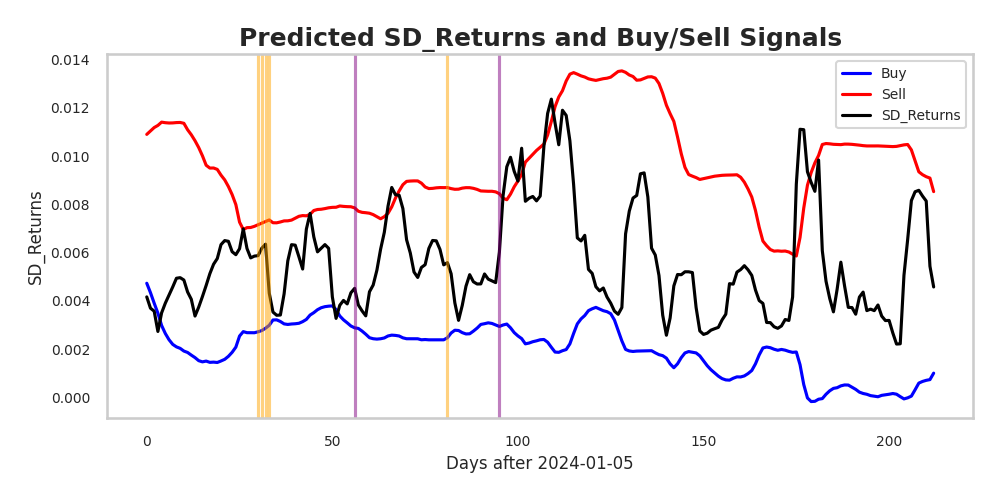 Predicted SD_Returns and Buy/Sell Signals
Buy
Sell
SD_Returns
SD_Returns
0.014
0.012
0.010
0.008
0.006
0.004
0.002
0.000
0
50
100
150
200
Days after 2024-01-05